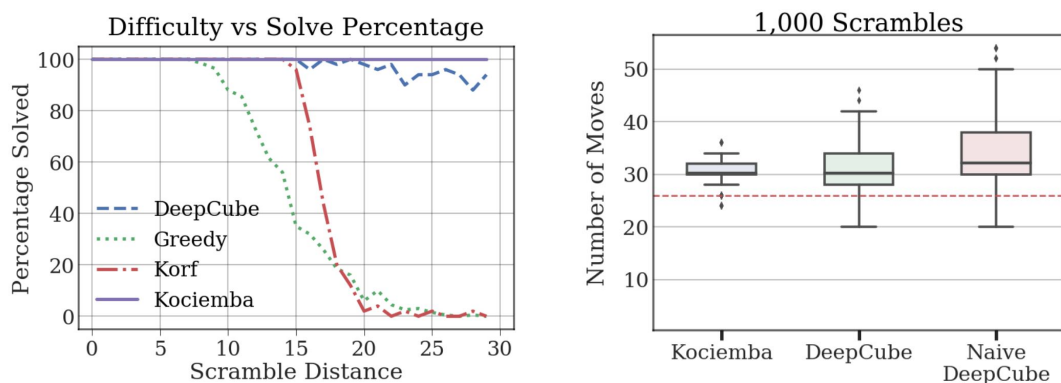 Difficulty vs Solve Percentage
Percentage Solved
100
80
60
40
20
0
DeepCube
Greedy
Korf
Kociemba
0 5 10 15 20 25 30
Scramble Distance
1,000 Scrambles
Number of Moves
50
40
30
20
10
Kociemba DeepCube Naive
DeepCube